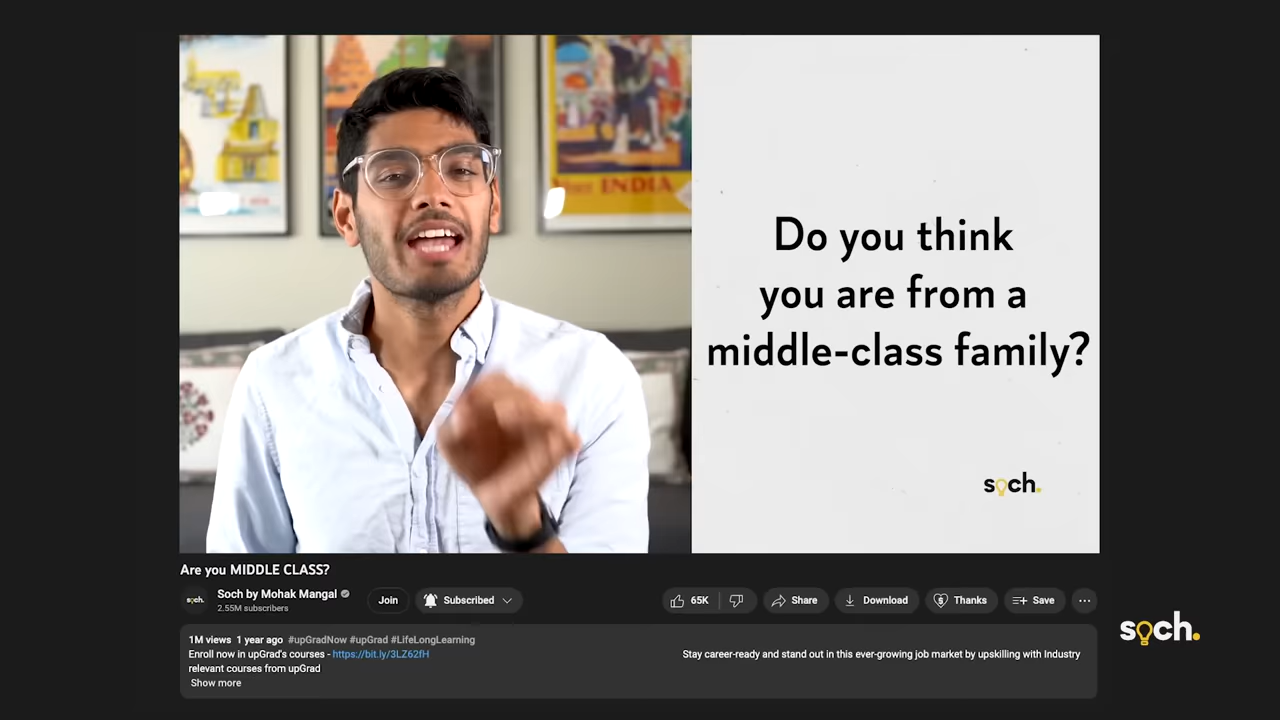 INDIA
Do you think
you are from a
middle-class family?
soch.
Are you MIDDLE CLASS?
soch.
Soch by Mohak Mangal
2.55M subscribers
Join
Subscribed
65K
Share
Download
Thanks
Save
1M views 1 year ago #upGradNow #upGrad #LifeLongLearning
Enroll now in upGrad's courses - https://bit.ly/3LZ62fH Stay career-ready and stand out in this ever-growing job market by upskilling with Industry
relevant courses from upGrad
Show more
soch.